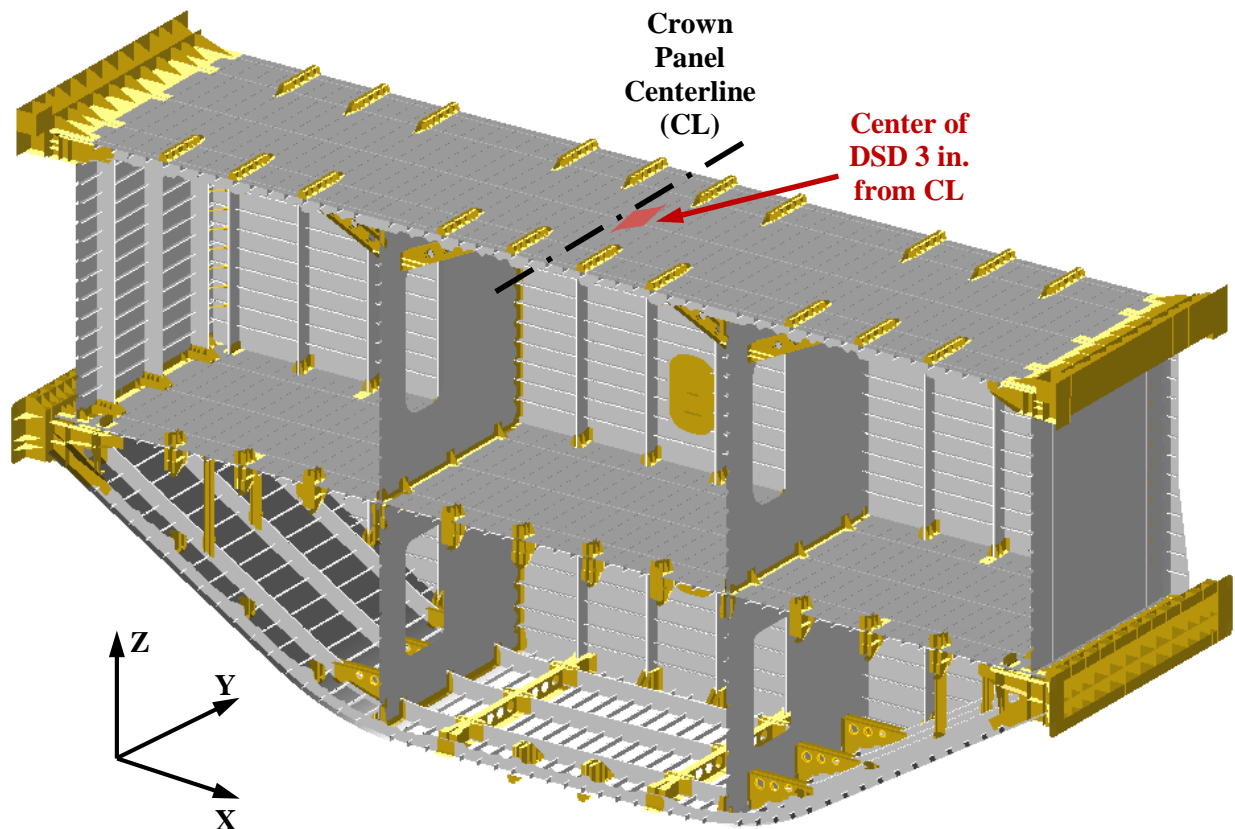 Crown
Panel
Centerline
(CL)
Center of
DSD 3 in.
from CL
Z
Y
X